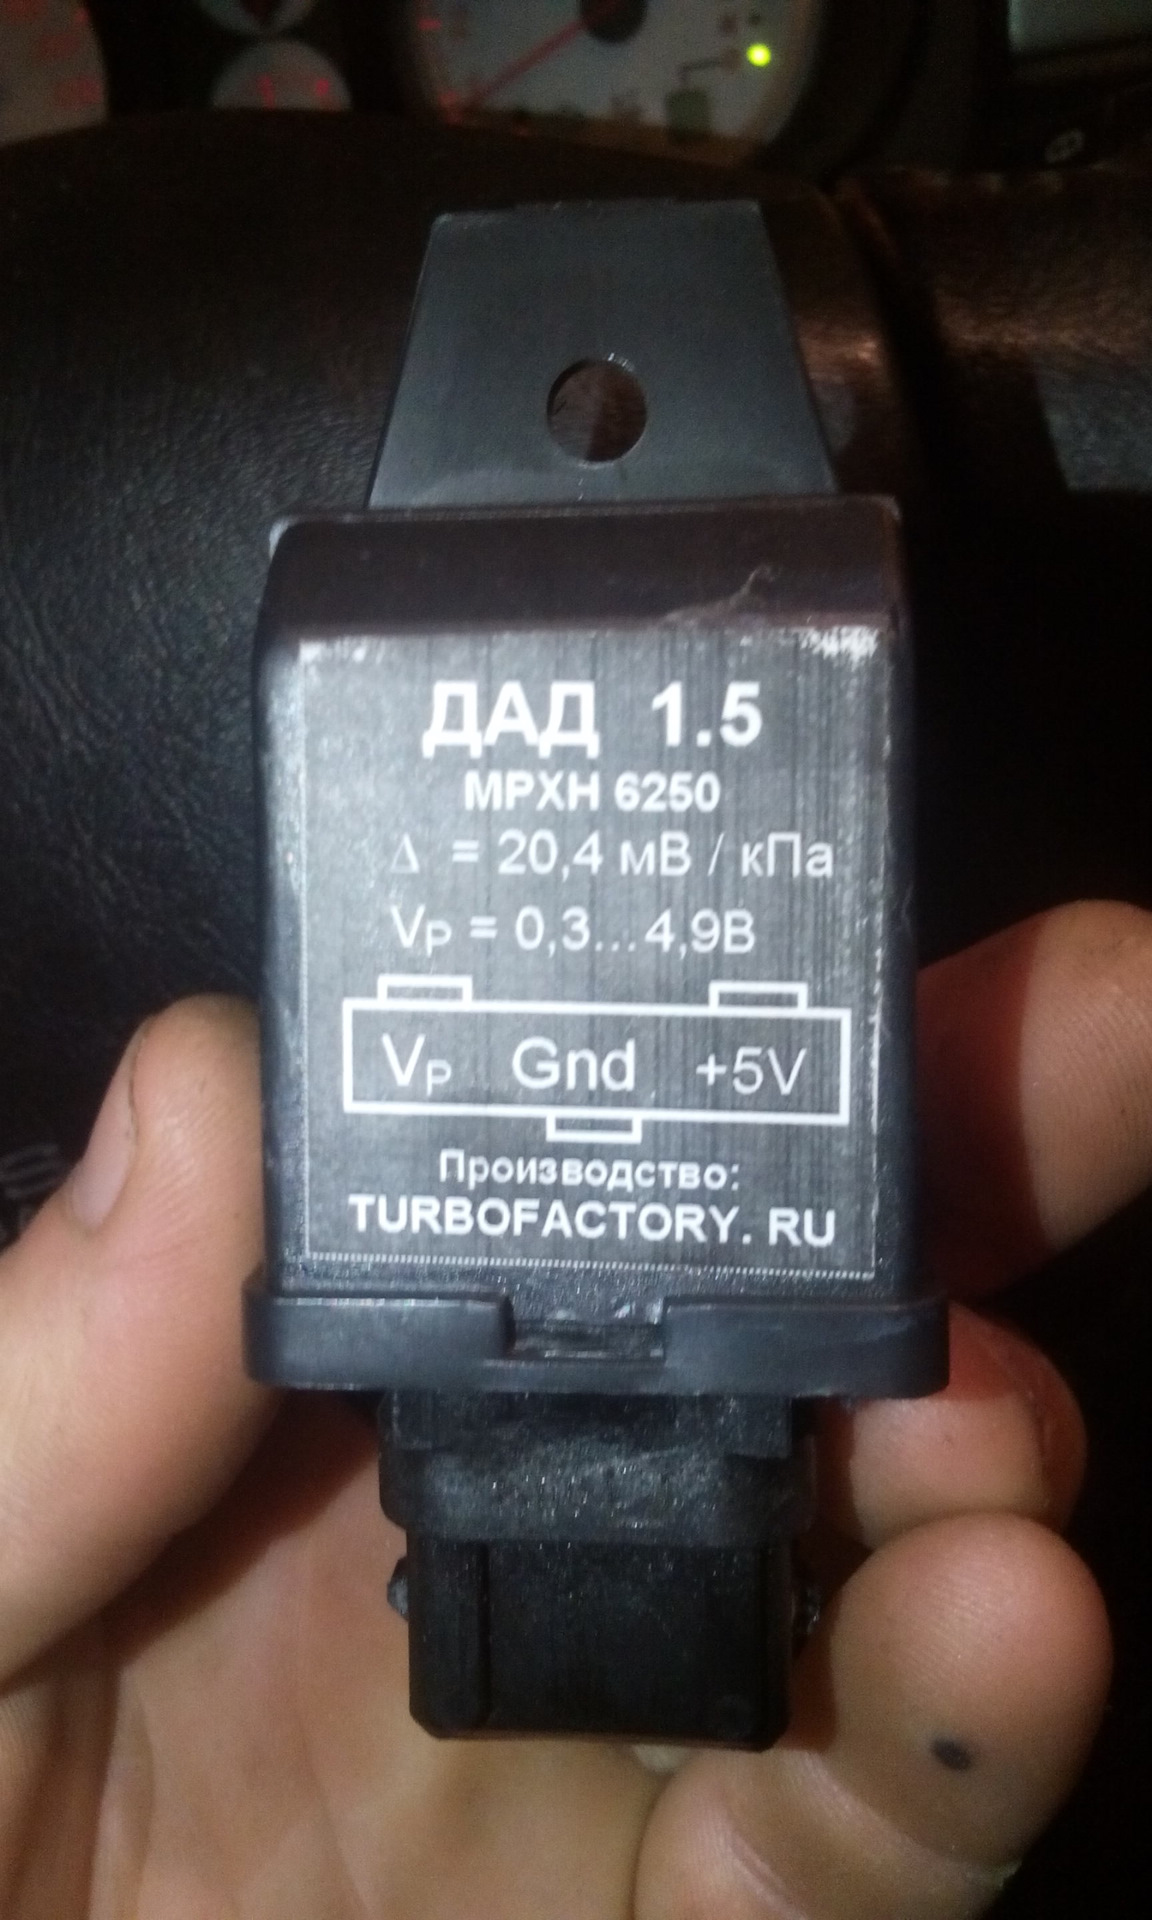 ДАД 1.5
МРХН 6250
Δ = 20,4 мВ / кПа
Vp = 0,3...4,9В
Vp Gnd +5V
Производство:
TURBOFACTORY. RU